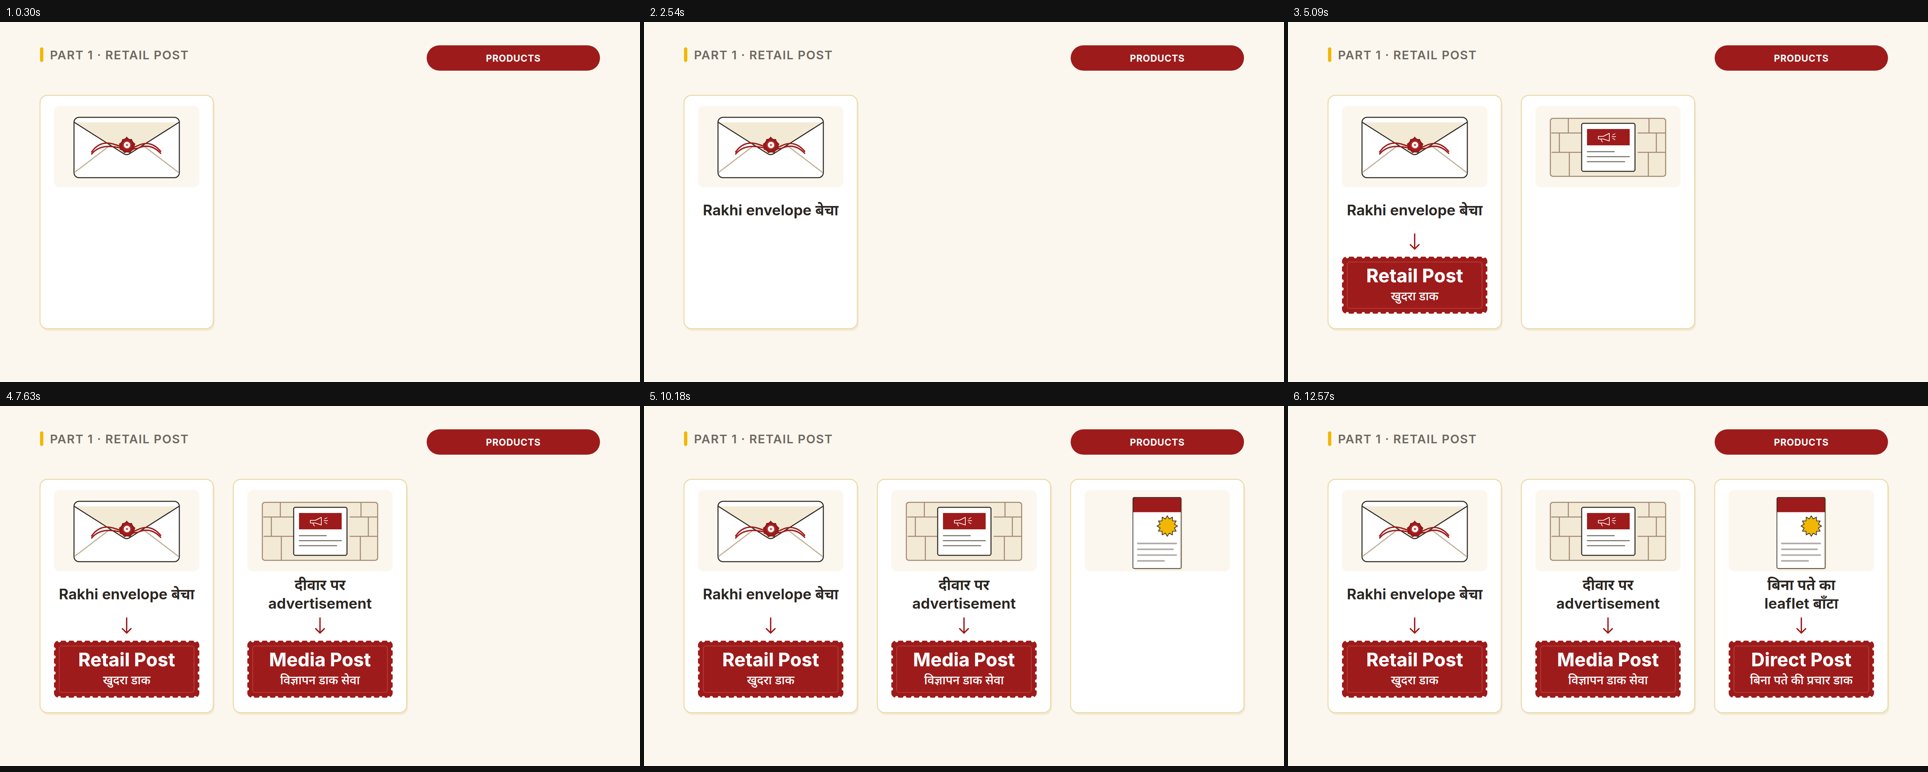 1. 0.30s
PART 1 · RETAIL POST
PRODUCTS
2. 2.54s
PART 1 · RETAIL POST
PRODUCTS
Rakhi envelope बेचा
3. 5.09s
PART 1 · RETAIL POST
PRODUCTS
Rakhi envelope बेचा
Retail Post
खुदरा डाक
4. 7.63s
PART 1 · RETAIL POST
PRODUCTS
Rakhi envelope बेचा
Retail Post
खुदरा डाक
दीवार पर
advertisement
Media Post
विज्ञापन डाक सेवा
5. 10.18s
PART 1 · RETAIL POST
PRODUCTS
Rakhi envelope बेचा
Retail Post
खुदरा डाक
दीवार पर
advertisement
Media Post
विज्ञापन डाक सेवा
6. 12.57s
PART 1 · RETAIL POST
PRODUCTS
Rakhi envelope बेचा
Retail Post
खुदरा डाक
दीवार पर
advertisement
Media Post
विज्ञापन डाक सेवा
बिना पते का
leaflet बाँटा
Direct Post
बिना पते की प्रचार डाक